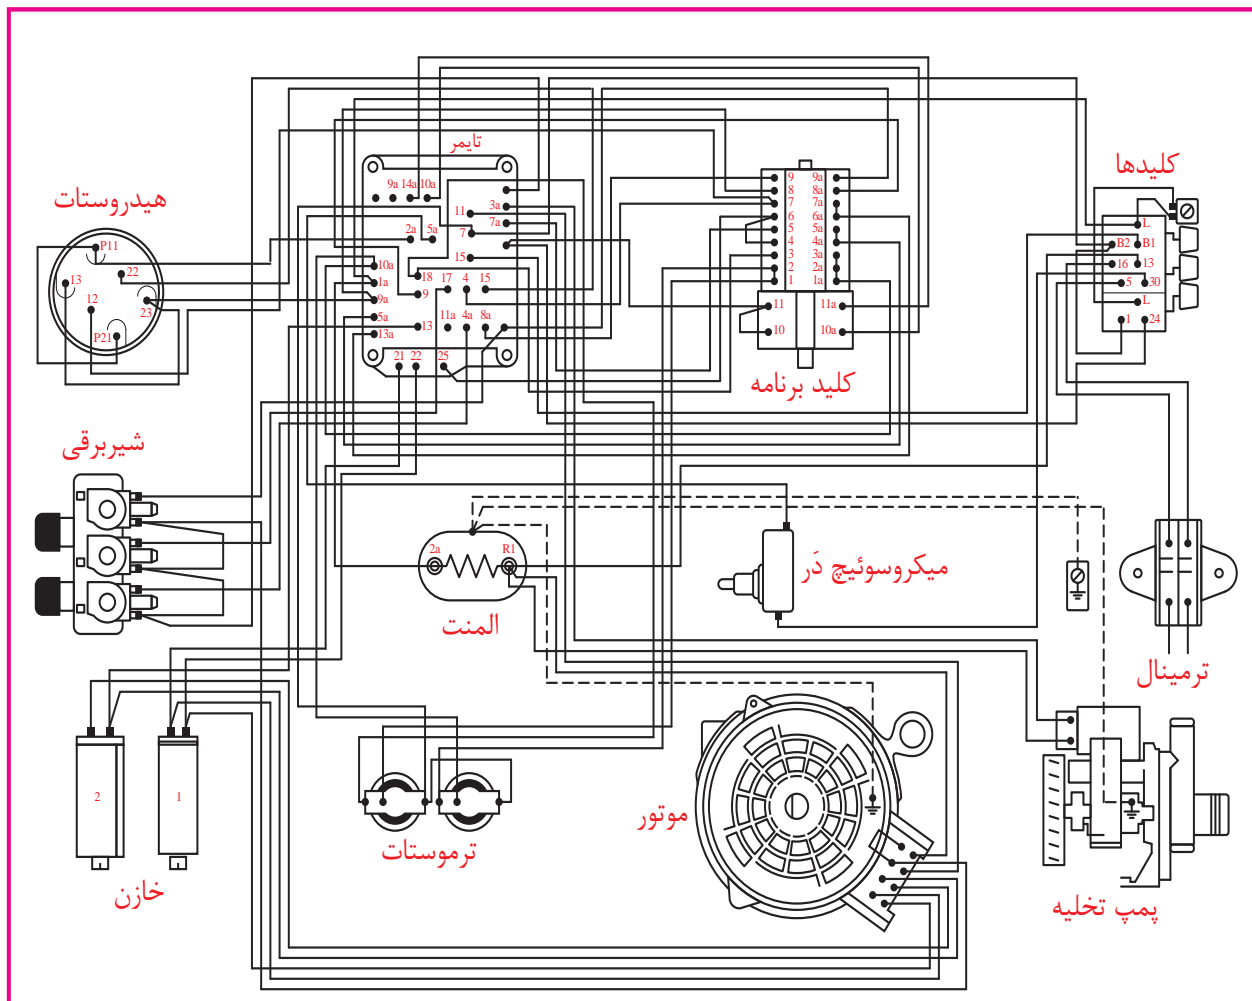 تایمر
9a 14a 10a
3a
11
7a
7
2a 5a
15
10a
18
17 4 15
1a
9
9a
5a
13
11a 4a 8a
13a
21 22 25
هیدروستات
P11
22
13
12
23
P21
9 9a
8 8a
7 7a
6 6a
5 5a
4 4a
3 3a
2 2a
1 1a
11 11a
10 10a
کلید برنامه
کلیدها
L
B2 B1
16 13
5 30
L
1 24
شیربرقی
2a R1
المنت
میکروسوئیچ دَر
ترمینال
2 1
خازن
ترموستات
موتور
پمپ تخلیه